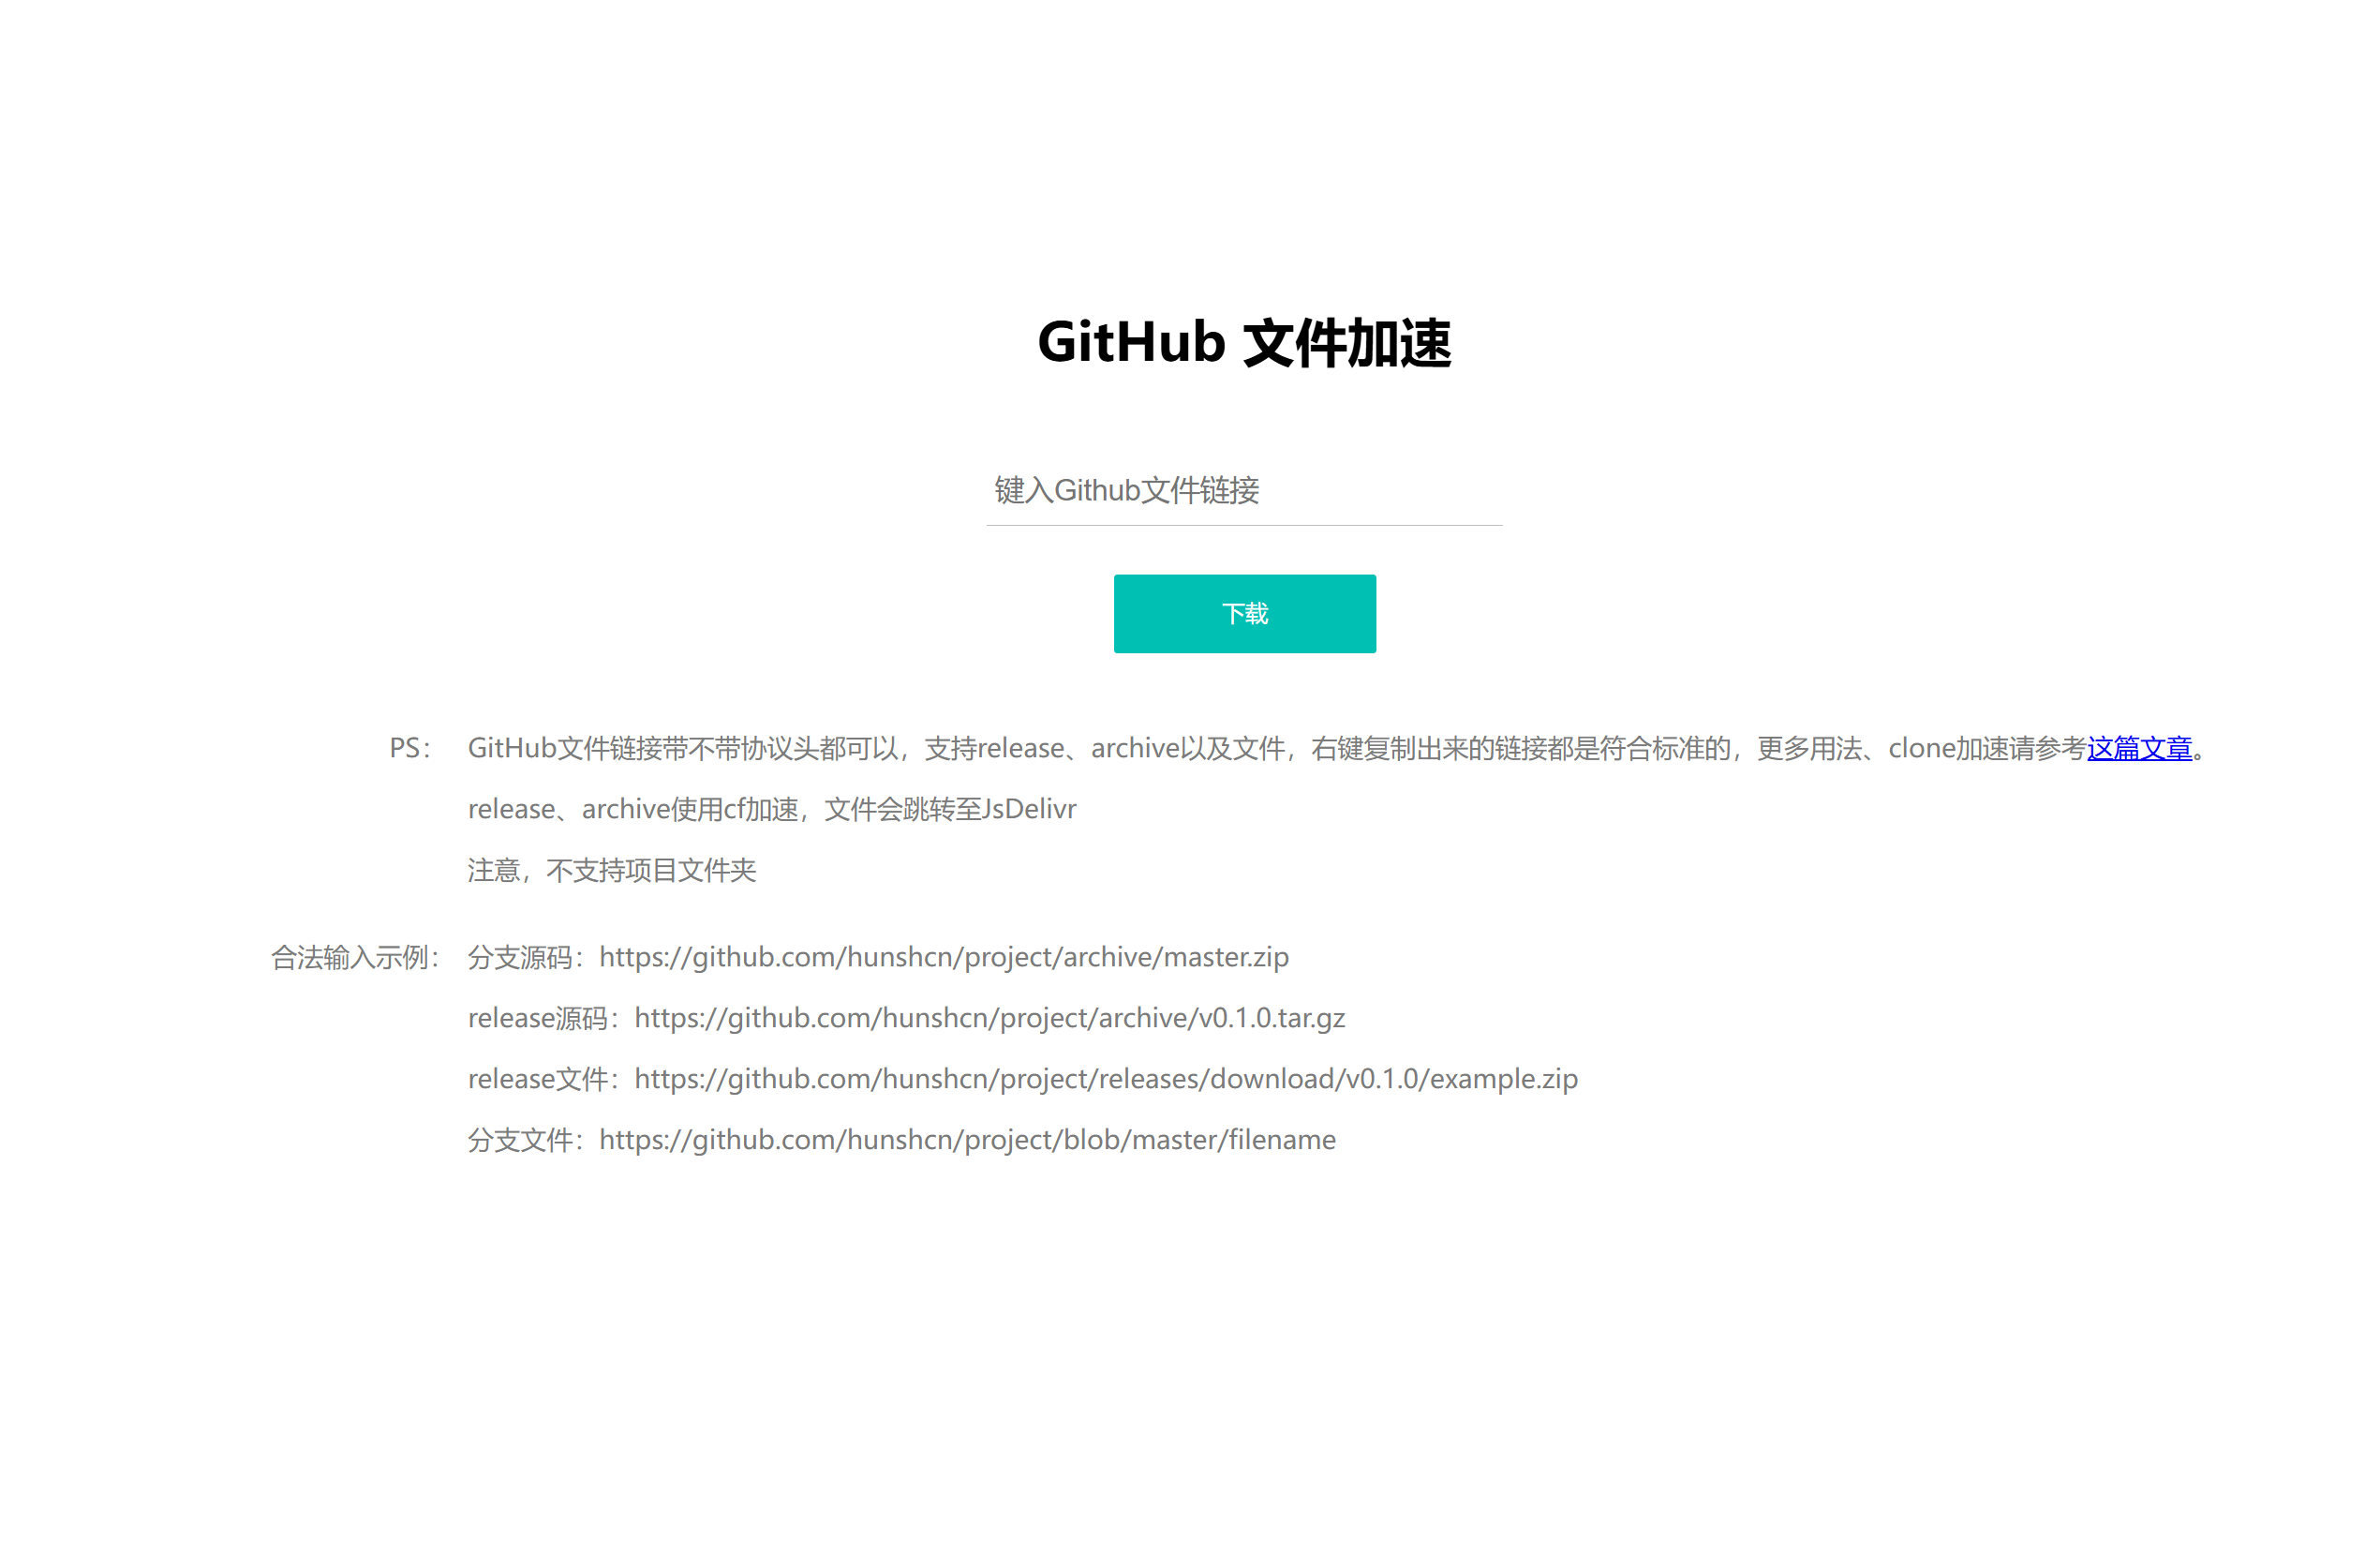 GitHub 文件加速
键入Github文件链接
下载
PS： GitHub文件链接带不带协议头都可以，支持release、archive以及文件，右键复制出来的链接都是符合标准的，更多用法、clone加速请参考这篇文章。
release、archive使用cf加速，文件会跳转至JsDelivr
注意，不支持项目文件夹
合法输入示例： 分支源码：https://github.com/hunshcn/project/archive/master.zip
release源码：https://github.com/hunshcn/project/archive/v0.1.0.tar.gz
release文件：https://github.com/hunshcn/project/releases/download/v0.1.0/example.zip
分支文件：https://github.com/hunshcn/project/blob/master/filename